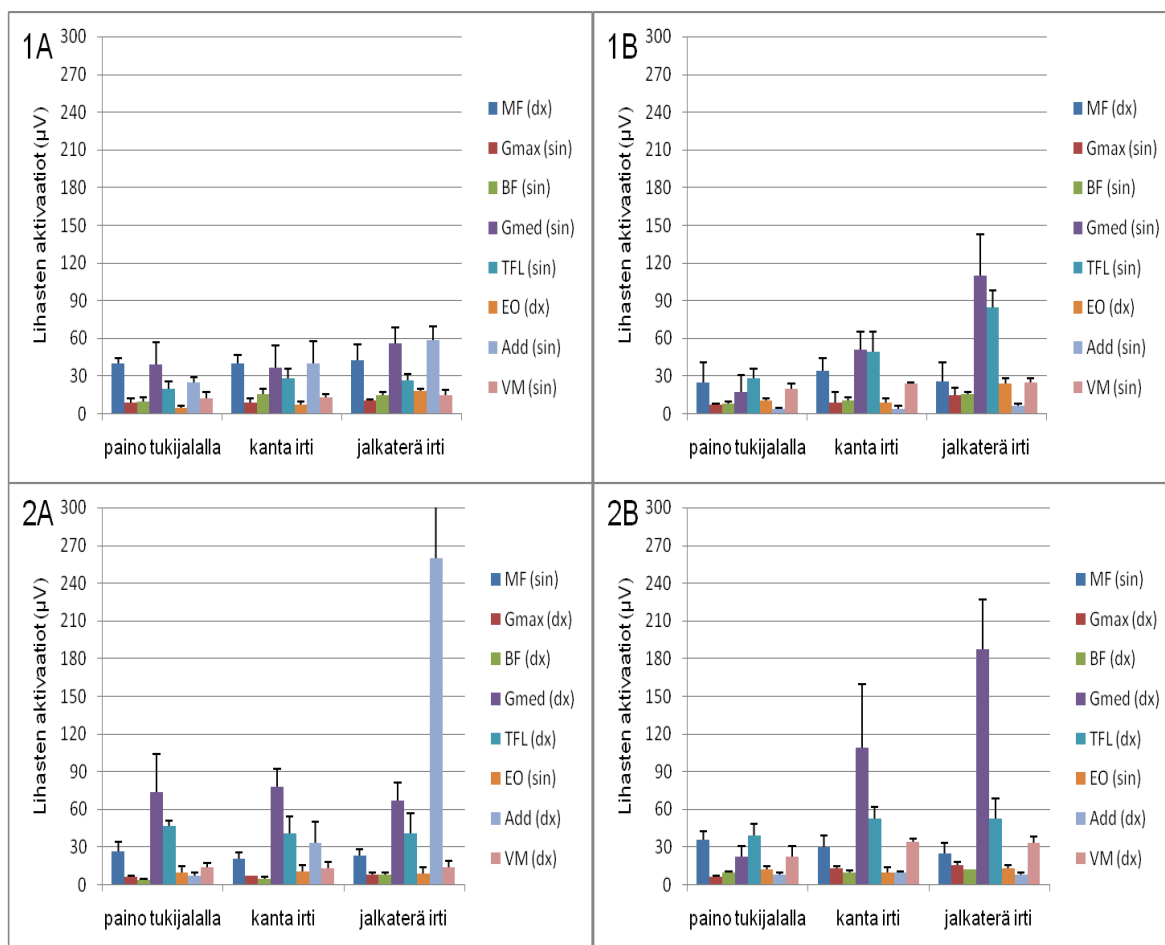 1A
Lihasten aktivaatiot (µV)
300
270
240
210
180
150
120
90
60
30
0
paino tukijalalla
kanta irti
jalkaterä irti
MF (dx)
Gmax (sin)
BF (sin)
Gmed (sin)
TFL (sin)
EO (dx)
Add (sin)
VM (sin)
1B
Lihasten aktivaatiot (µV)
300
270
240
210
180
150
120
90
60
30
0
paino tukijalalla
kanta irti
jalkaterä irti
MF (dx)
Gmax (sin)
BF (sin)
Gmed (sin)
TFL (sin)
EO (dx)
Add (sin)
VM (sin)
2A
Lihasten aktivaatiot (µV)
300
270
240
210
180
150
120
90
60
30
0
paino tukijalalla
kanta irti
jalkaterä irti
MF (sin)
Gmax (dx)
BF (dx)
Gmed (dx)
TFL (dx)
EO (sin)
Add (dx)
VM (dx)
2B
Lihasten aktivaatiot (µV)
300
270
240
210
180
150
120
90
60
30
0
paino tukijalalla
kanta irti
jalkaterä irti
MF (sin)
Gmax (dx)
BF (dx)
Gmed (dx)
TFL (dx)
EO (sin)
Add (dx)
VM (dx)